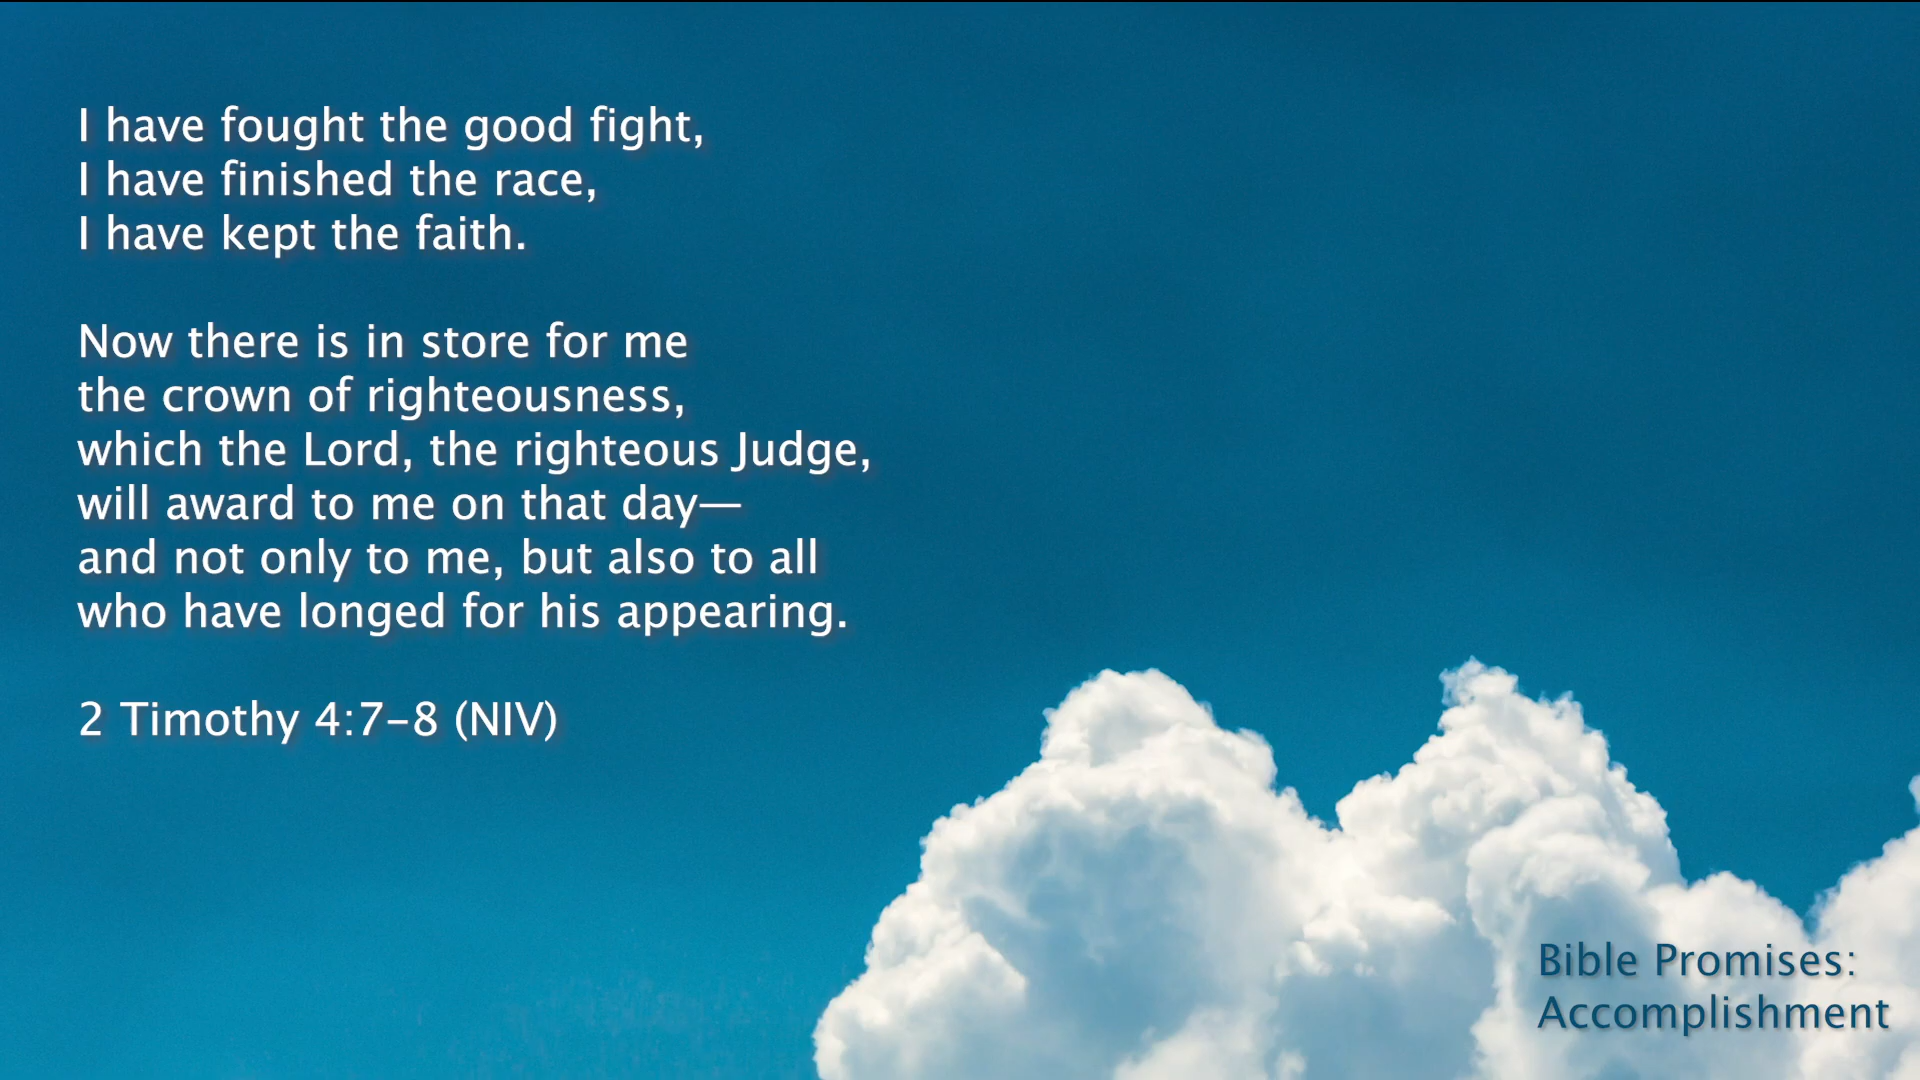 I have fought the good fight,
I have finished the race,
I have kept the faith.
Now there is in store for me
the crown of righteousness,
which the Lord, the righteous Judge,
will award to me on that day—
and not only to me, but also to all
who have longed for his appearing.
2 Timothy 4:7–8 (NIV)
Bible Promises:
Accomplishment